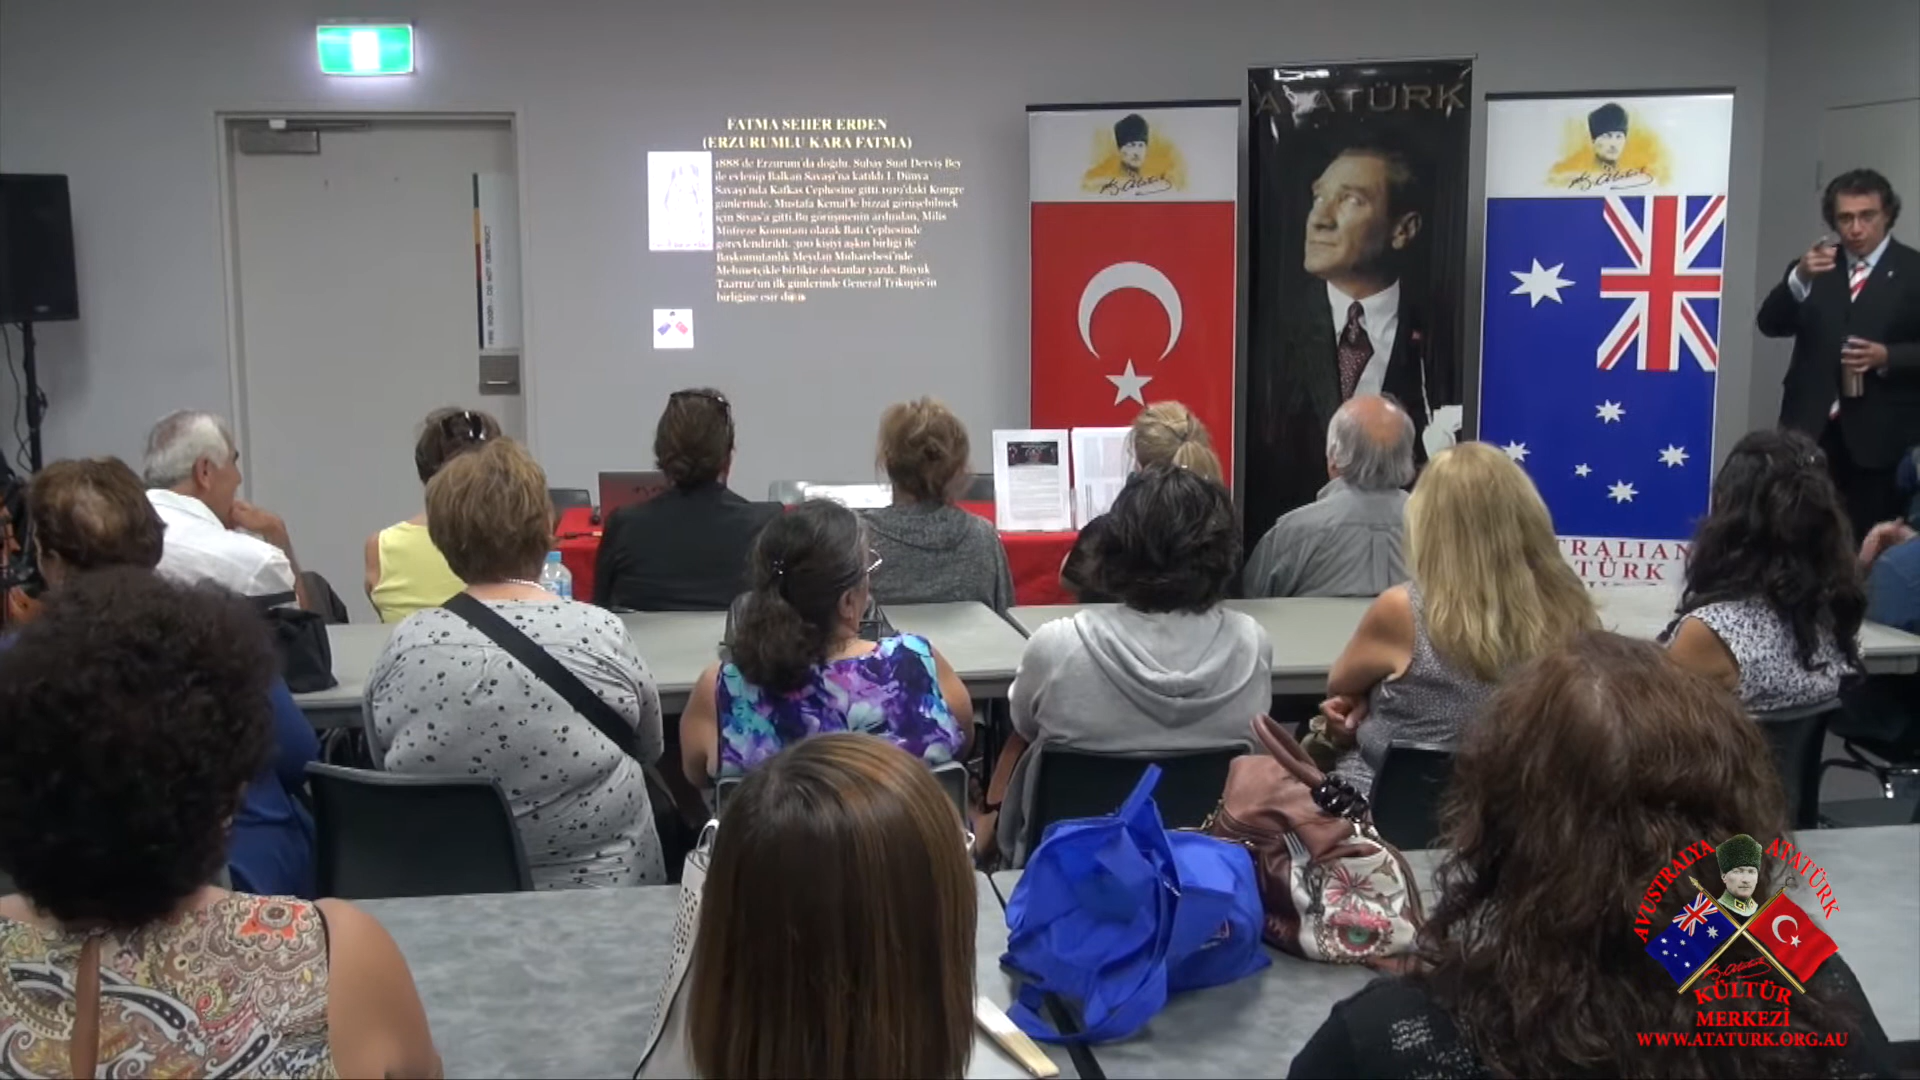 FATMA SEHER ERDEN
(ERZURUMLU KARA FATMA)
1888'de Erzurum'da doğdu. Subay Suat Derviş Bey
ile evlenip Balkan Savaşı'na katıldı I. Dünya
Savaşı'nda Kafkas Cephesine gitti 1919'daki Kongre
günlerinde, Mustafa Kemal'le bizzat görüşebilmek
için Sivas'a gitti Bu görüşmenin ardından, Milis
Müfreze Komutanı olarak Batı Cephesinde
görevlendirildi. 300 kişiyi aşkın birliği ile
Başkomutanlık Meydan Muharebesi'nde
Mehmetçikle birlikte destanlar yazdı. Büyük
Taarruz'un ilk günlerinde General Trikopis'in
birliğine esir
ATATÜRK
TRALIAN
TÜRK
AVUSTRALYA ATATÜRK
KÜLTÜR
MERKEZİ
WWW.ATATURK.ORG.AU